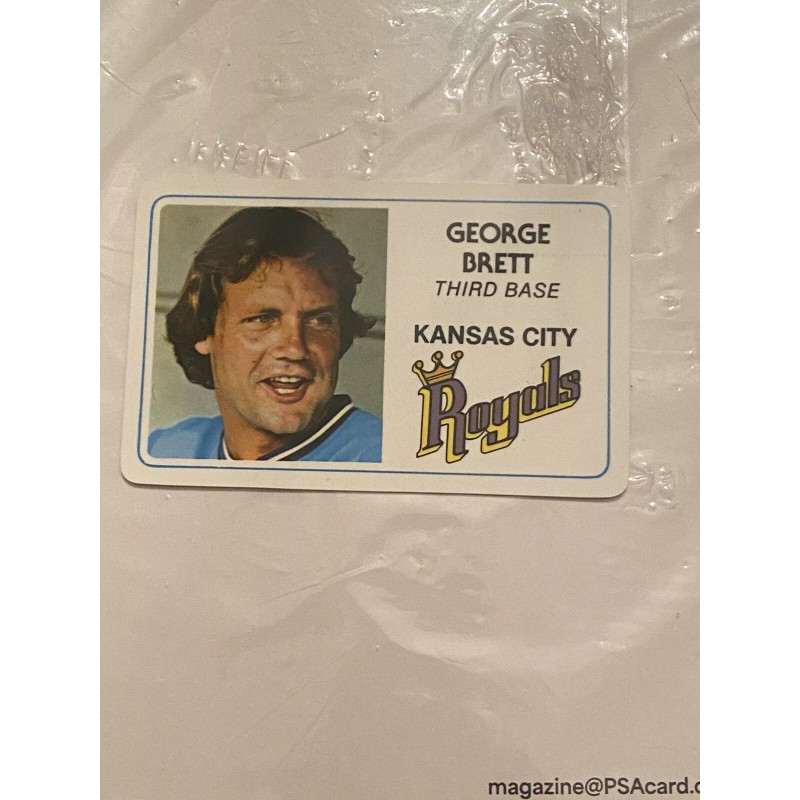 GEORGE
BRETT
THIRD BASE
KANSAS CITY
Royals
magazine@PSAcard.c